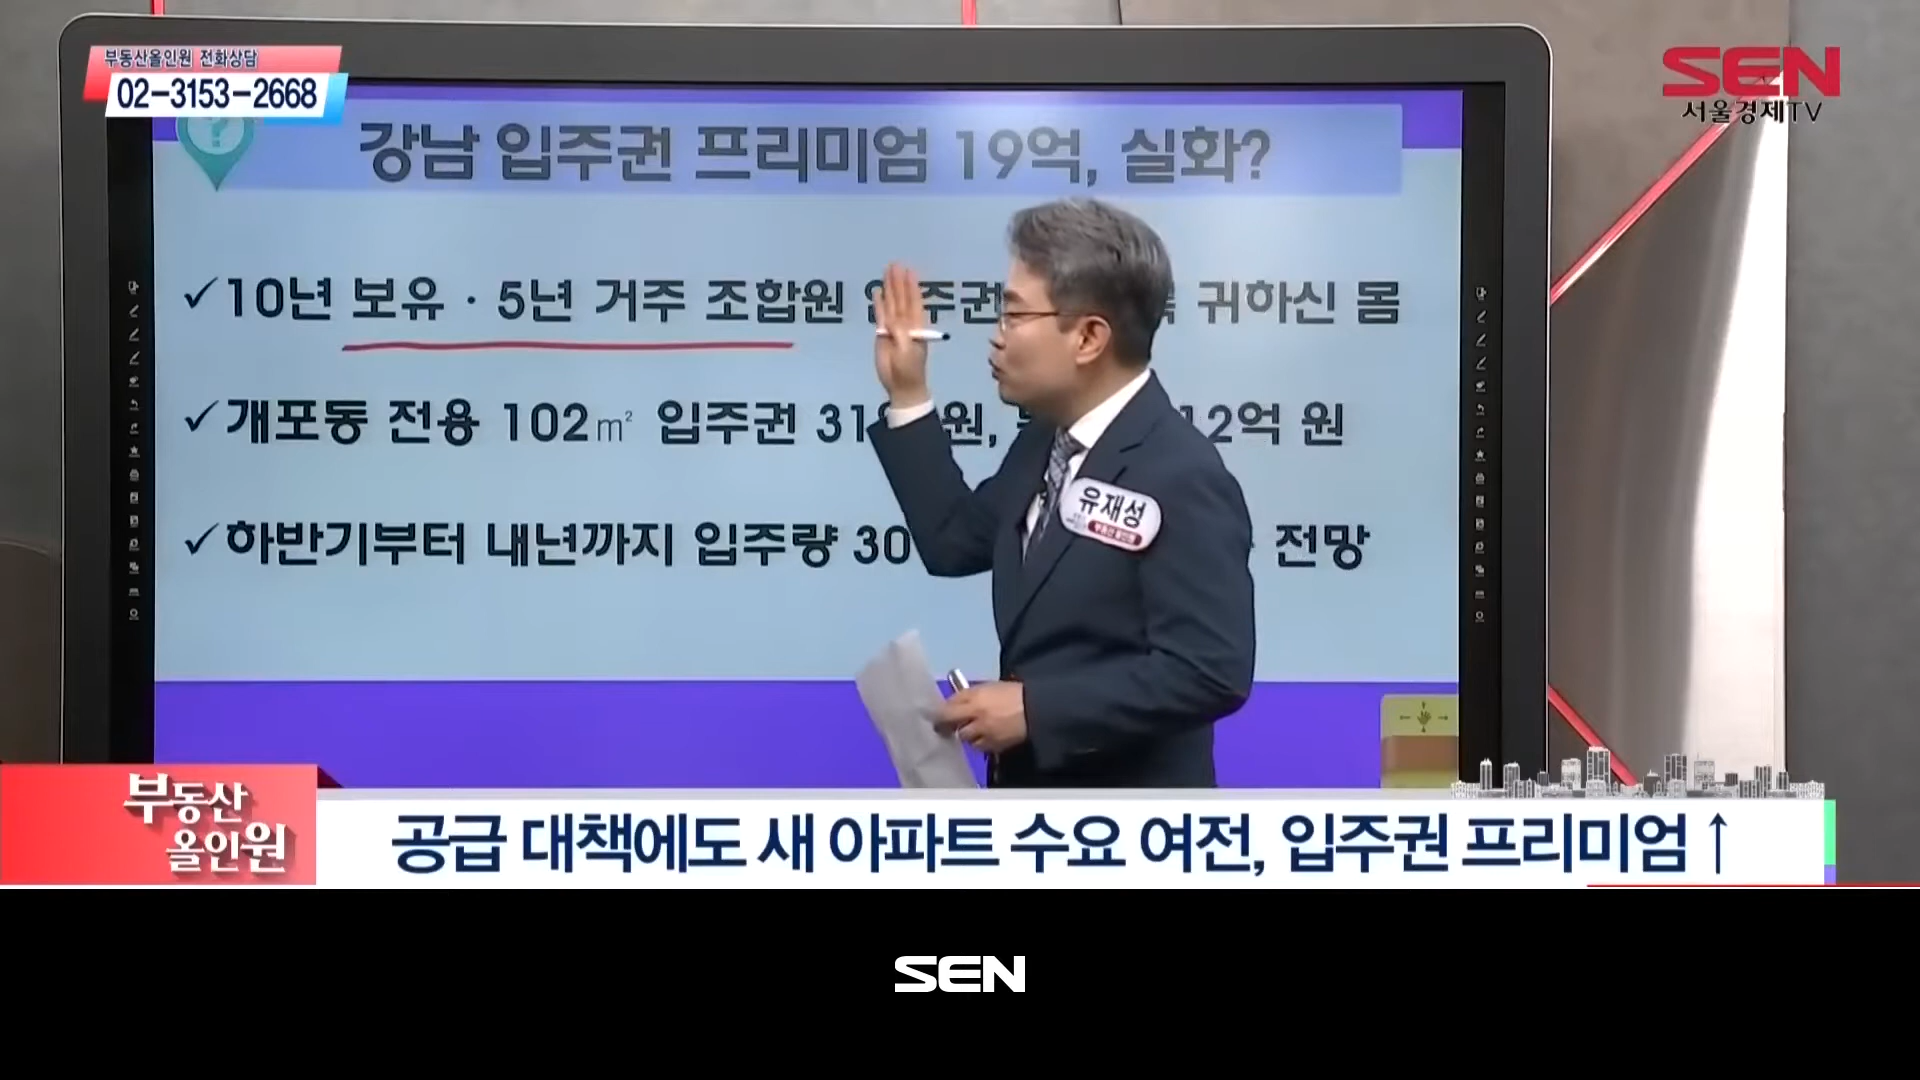 부동산올인원 전화상담
02-3153-2668
SEN
서울경제TV
강남 입주권 프리미엄 19억, 실화?
✓10년 보유·5년 거주 조합원 귀하신 몸
✓개포동 전용 102㎡ 입주권 12억 원
✓하반기부터 내년까지 입주량 전망
유재성
부동산
올인원
공급 대책에도 새 아파트 수요 여전, 입주권 프리미엄↑
SEN